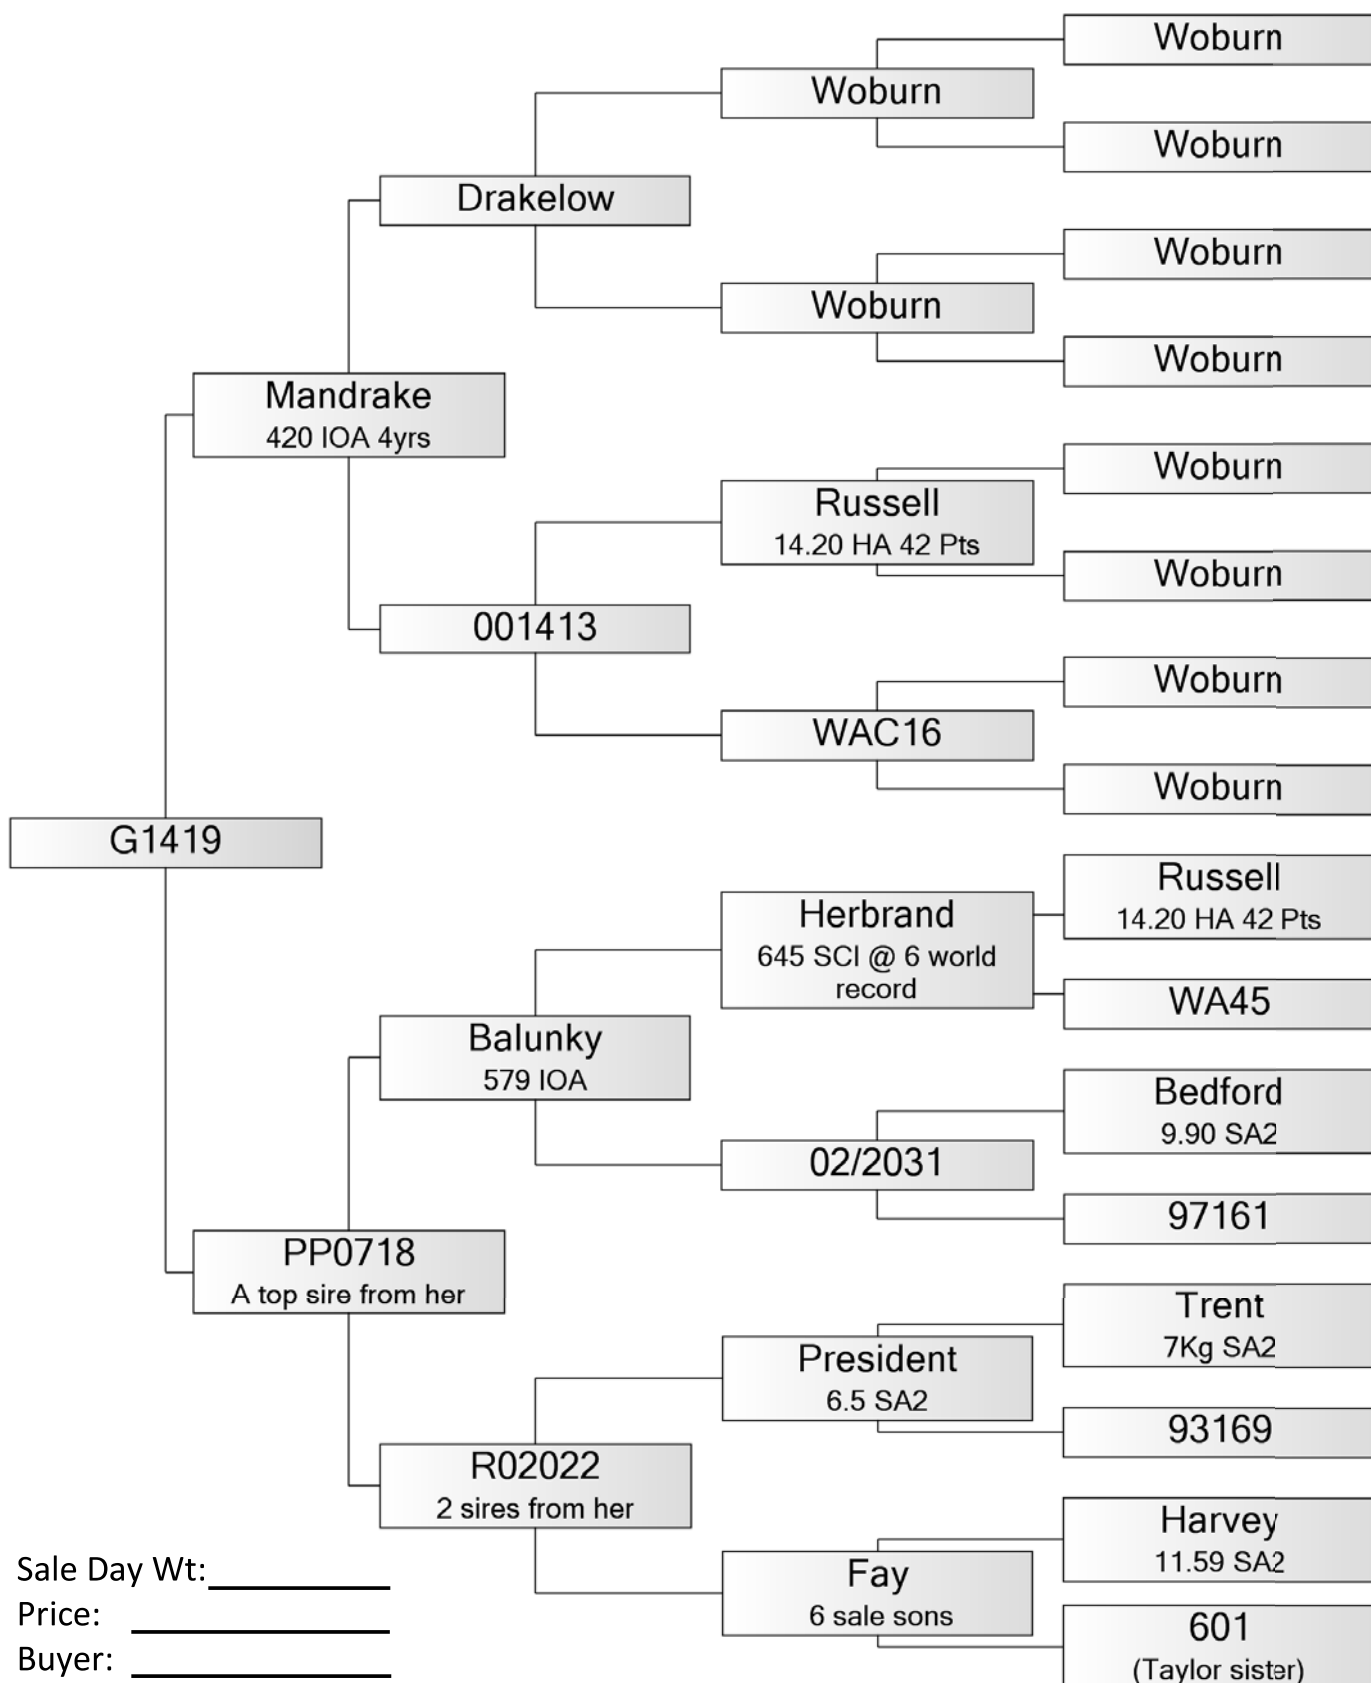 Woburn
Woburn
Woburn
Drakelow
Woburn
Woburn
Woburn
Mandrake
420 IOA 4yrs
Woburn
Russell
14.20 HA 42 Pts
Woburn
001413
Woburn
WAC16
Woburn
G1419
Russell
14.20 HA 42 Pts
Herbrand
645 SCI @ 6 world
record
WA45
Balunky
579 IOA
Bedford
9.90 SA2
02/2031
97161
PP0718
A top sire from her
Trent
7Kg SA2
President
6.5 SA2
93169
R02022
2 sires from her
Harvey
11.59 SA2
Fay
6 sale sons
601
(Taylor sister)
Sale Day Wt:
Price:
Buyer: